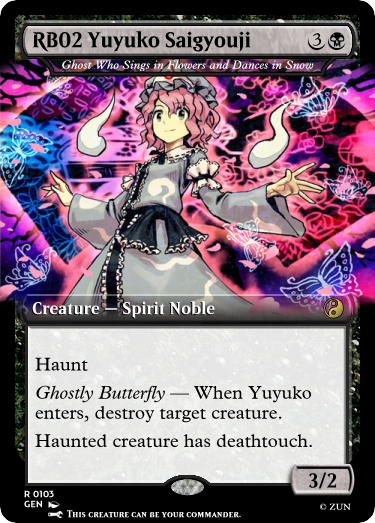 RB02 Yuyuko Saigyouji 3
Ghost Who Sings in Flowers and Dances in Snow
Creature — Spirit Noble
Haunt
Ghostly Butterfly — When Yuyuko
enters, destroy target creature.
Haunted creature has deathtouch.
3/2
R 0103
GEN
THIS CREATURE CAN BE YOUR COMMANDER.
© ZUN